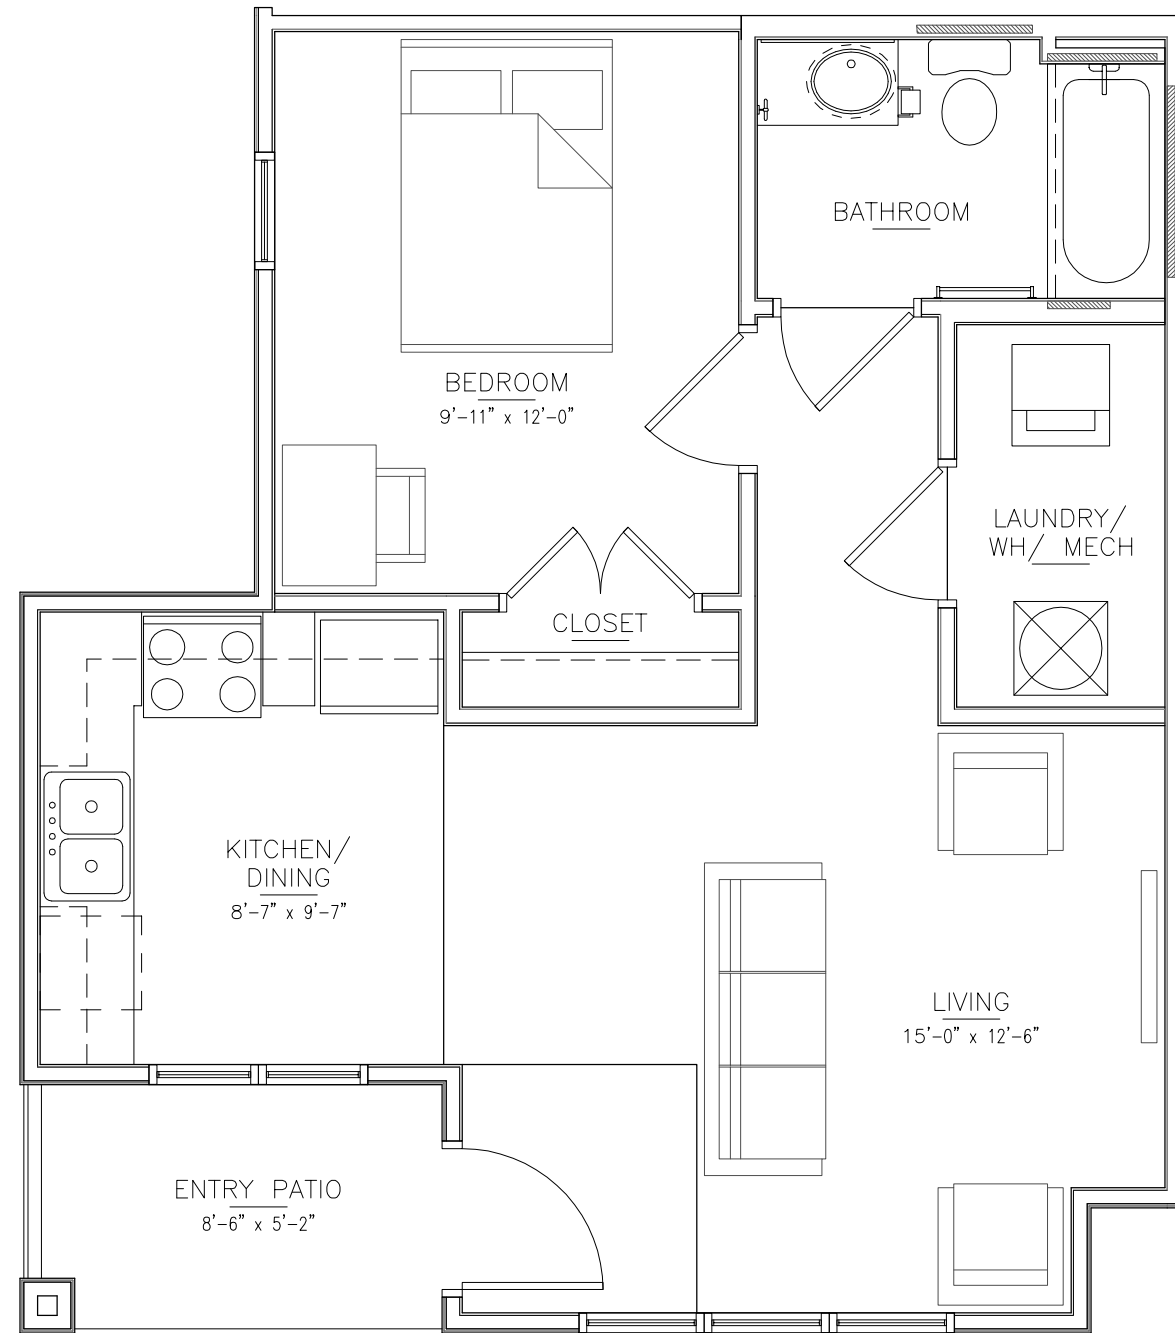 BATHROOM
BEDROOM
9'-11" x 12'-0"
LAUNDRY/
WH/ MECH
CLOSET
KITCHEN/
DINING
8'-7" x 9'-7"
LIVING
15'-0" x 12'-6"
ENTRY PATIO
8'-6" x 5'-2"